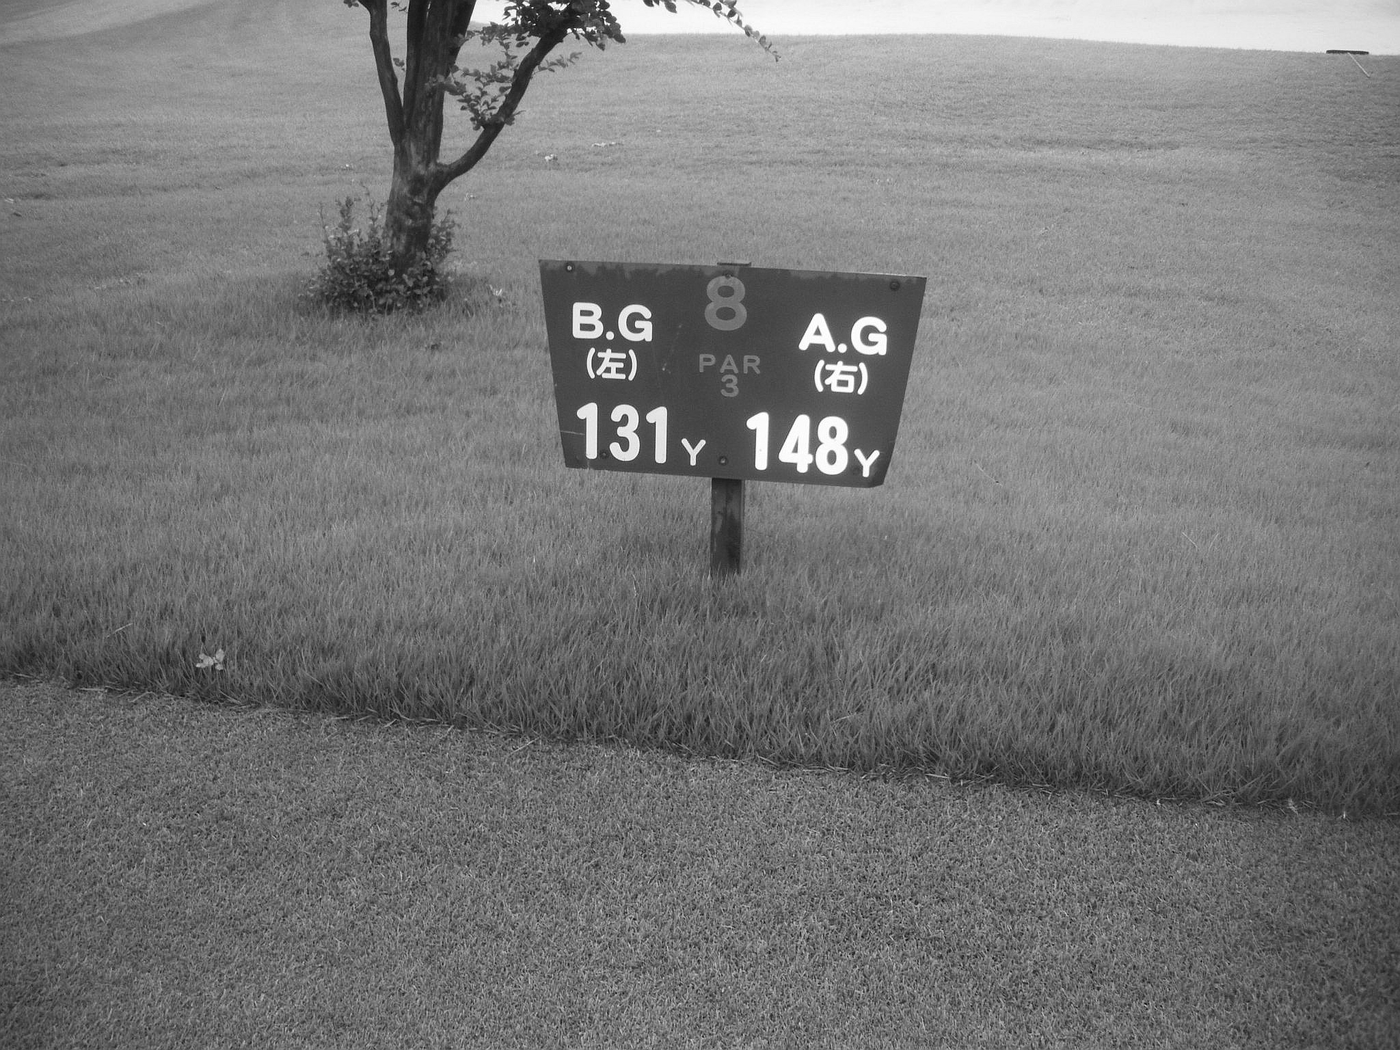 8
B.G
(左)
PAR
3
A.G
(右)
131Y
148Y